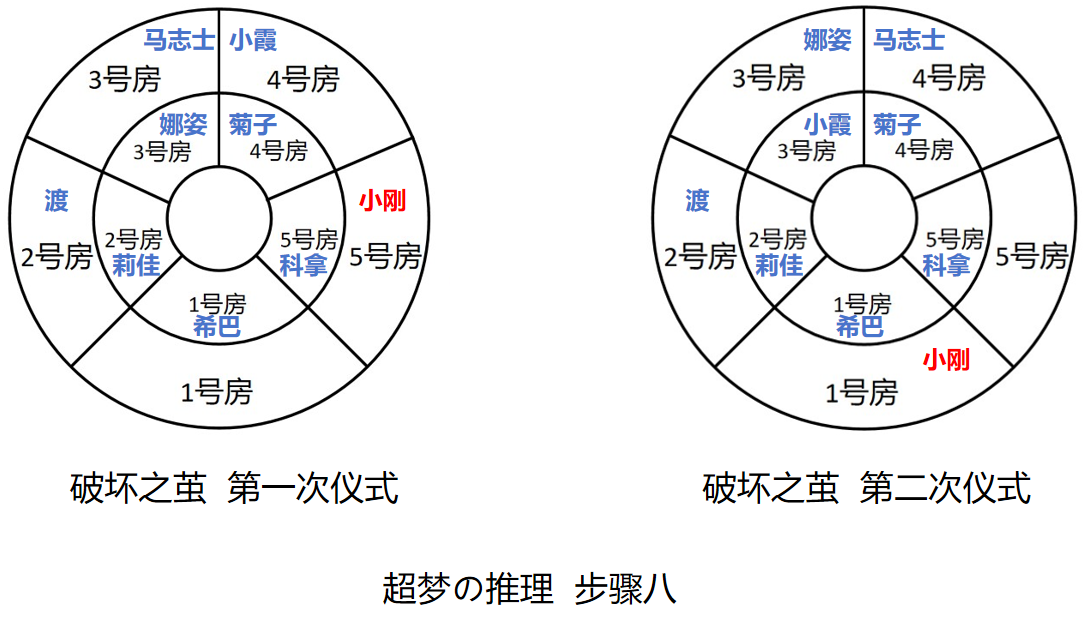 马志士 小霞
3号房 4号房
娜姿 菊子
3号房 4号房
渡 小刚
2号房 5号房
2号房 5号房
莉佳 科拿
1号房
希巴
1号房
破坏之茧 第一次仪式
娜姿 马志士
3号房 4号房
小霞 菊子
3号房 4号房
渡
2号房 5号房
2号房 5号房
莉佳 科拿
1号房
希巴
小刚
1号房
破坏之茧 第二次仪式
超梦の推理 步骤八